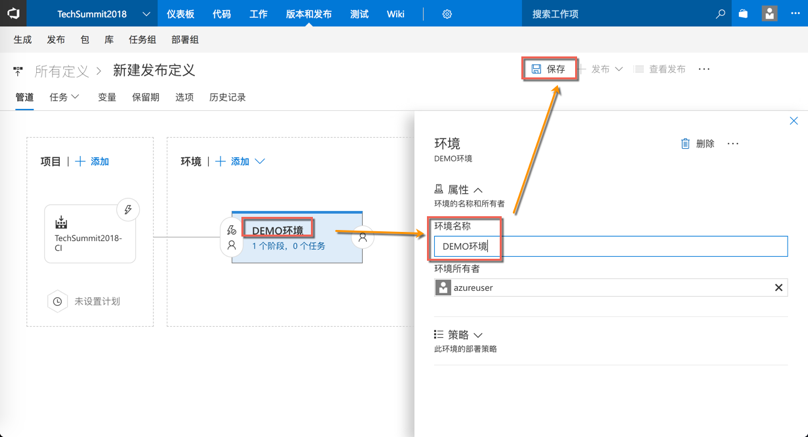 TechSummit2018 仪表板 代码 工作 版本和发布 测试 Wiki 搜索工作项
生成 发布 包 库 任务组 部署组
所有定义 > 新建发布定义 保存 发布 查看发布
管道 任务 变量 保留期 选项 历史记录
项目 | + 添加
环境 | + 添加
TechSummit2018-
CI
未设置计划
DEMO环境
1 个阶段，0 个任务
环境 删除
DEMO环境
属性
环境的名称和所有者
环境名称
DEMO环境
环境所有者
azureuser
策略
此环境的部署策略